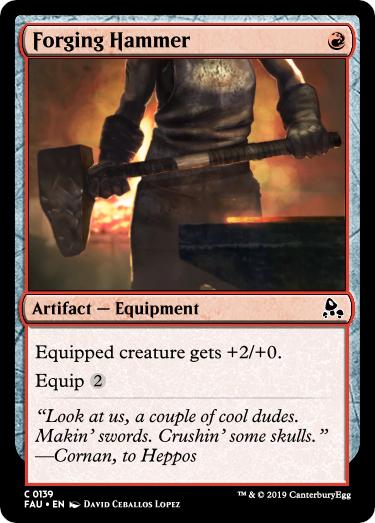 Forging Hammer
Artifact — Equipment
Equipped creature gets +2/+0.
Equip 2
“Look at us, a couple of cool dudes.
Makin’ swords. Crushin’ some skulls.”
—Cornan, to Heppos
C 0139
FAU • EN DAVID CEBALLOS LOPEZ
™ & © 2019 CanterburyEgg